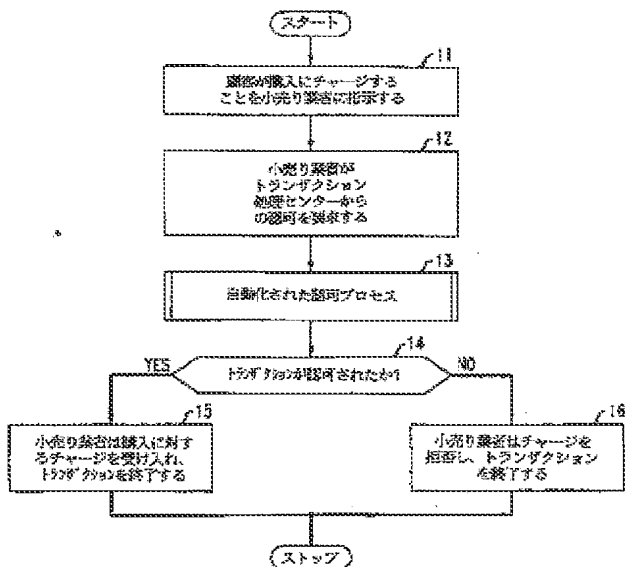 スタート
11
顧客が購入にチャージする
ことを小売り業者に指示する
12
小売り業者が
トランザクション
処理センターから
の認可を要求する
13
自動化された認可プロセス
14
トランザクションが認可されたか?
YES
NO
15
小売り業者は購入に対す
るチャージを受け入れ、
トランザクションを終了する
16
小売り業者はチャージを
拒否し、トランザクション
を終了する
ストップ